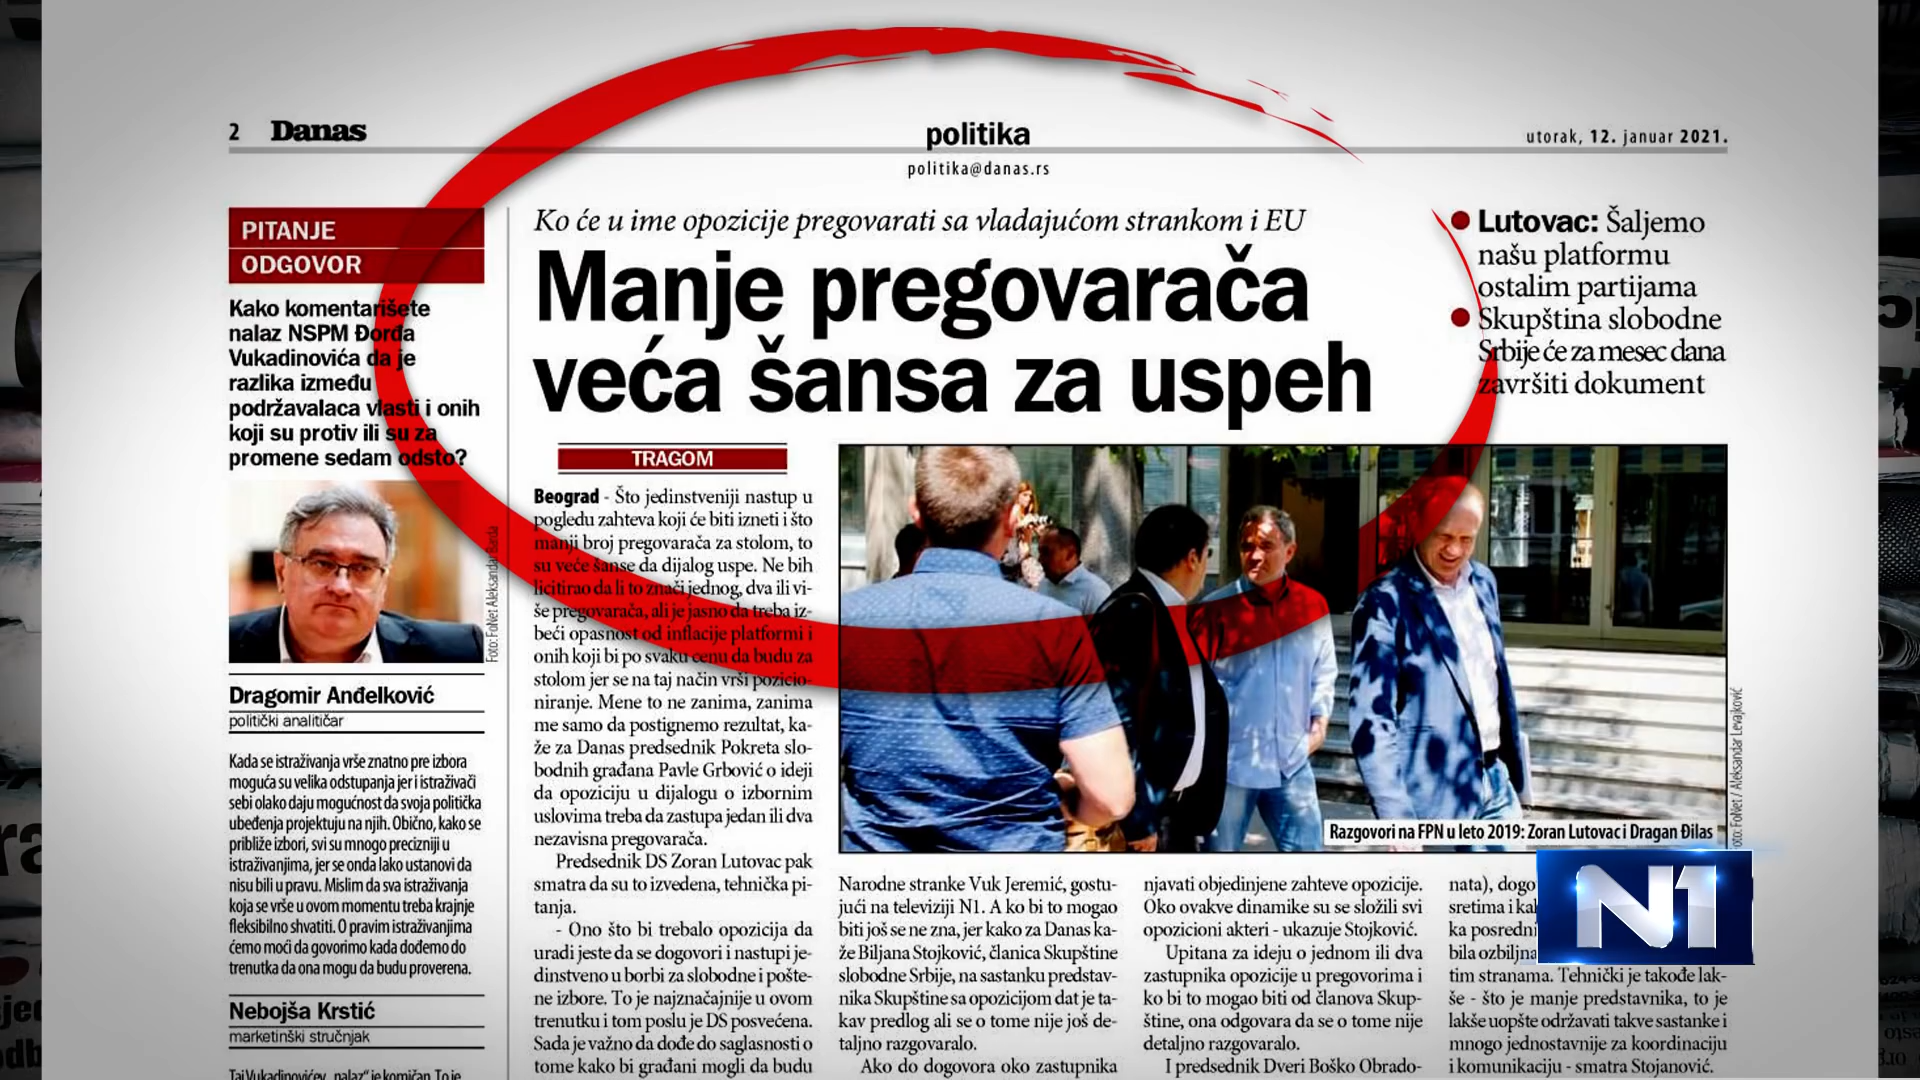 2 Danas
politika
utorak, 12. januar 2021.
politika@danas.rs
PITANJE
ODGOVOR
Kako komentarišete
nalaz NSPM Đorđa
Vukadinovića da je
razlika između
podržavalaca vlasti i onih
koji su protiv ili su za
promene sedam odsto?
Foto: FoNet Aleksandar Barda
Dragomir Anđelković
politički analitičar
Kada se istraživanja vrše znatno pre izbora
moguća su velika odstupanja jer i istraživači
sebi olako daju mogućnost da svoja politička
ubeđenja projektuju na njih. Obično, kako se
približe izbori, svi su mnogo precizniji u
istraživanjima, jer se onda lako ustanovi da
nisu bili u pravu. Mislim da sva istraživanja
koja se vrše u ovom momentu treba krajnje
fleksibilno shvatiti. O pravim istraživanjima
ćemo moći da govorimo kada dođemo do
trenutka da ona mogu da budu proverena.
Nebojša Krstić
marketinški stručnjak
Taj Vukadinovićev „nalaz“ je komičan. To je
Ko će u ime opozicije pregovarati sa vladajućom strankom i EU
Manje pregovarača
veća šansa za uspeh
Lutovac: Šaljemo
našu platformu
ostalim partijama
Skupština slobodne
Srbije će za mesec dana
završiti dokument
TRAGOM
Beograd - Što jedinstveniji nastup u
pogledu zahteva koji će biti izneti i što
manji broj pregovarača za stolom, to
su veće šanse da dijalog uspe. Ne bih
licitirao da li to znači jednog, dva ili vi-
še pregovarača, ali je jasno da treba iz-
beći opasnost od inflacije platformi i
onih koji bi po svaku cenu da budu za
stolom jer se na taj način vrši pozicio-
niranje. Mene to ne zanima, zanima
me samo da postignemo rezultat, ka-
že za Danas predsednik Pokreta slo-
bodnih građana Pavle Grbović o ideji
da opoziciju u dijalogu o izbornim
uslovima treba da zastupa jedan ili dva
nezavisna pregovarača.
Predsednik DS Zoran Lutovac pak
smatra da su to izvedena, tehnička pi-
tanja.
- Ono što bi trebalo opozicija da
uradi jeste da se dogovori i nastupi je-
dinstveno u borbi za slobodne i pošte-
ne izbore. To je najznačajnije u ovom
trenutku i tom poslu je DS posvećena.
Sada je važno da dođe do saglasnosti o
tome kako bi građani mogli da budu
Razgovori na FPN u leto 2019: Zoran Lutovac i Dragan Đilas
Foto: FoNet / Aleksandar Levajković
Narodne stranke Vuk Jeremić, gostu-
jući na televiziji N1. A ko bi to mogao
biti još se ne zna, jer kako za Danas ka-
že Biljana Stojković, članica Skupštine
slobodne Srbije, na sastanku predstav-
nika Skupštine sa opozicijom dat je ta-
kav predlog ali se o tome nije još de-
taljno razgovaralo.
Ako do dogovora oko zastupnika
njavati objedinjene zahteve opozicije.
Oko ovakve dinamike su se složili svi
opozicioni akteri - ukazuje Stojković.
Upitana za ideju o jednom ili dva
zastupnika opozicije u pregovorima i
ko bi to mogao biti od članova Skup-
štine, ona odgovara da se o tome nije
detaljno razgovaralo.
I predsednik Dveri Boško Obrado-
nata), dogo
sretima i kal
ka posredni
bila ozbiljna
tim stranama. Tehnički je takođe lak-
še - što je manje predstavnika, to je
lakše uopšte održavati takve sastanke i
mnogo jednostavnije za koordinaciju
i komunikaciju - smatra Stojanović.
N1